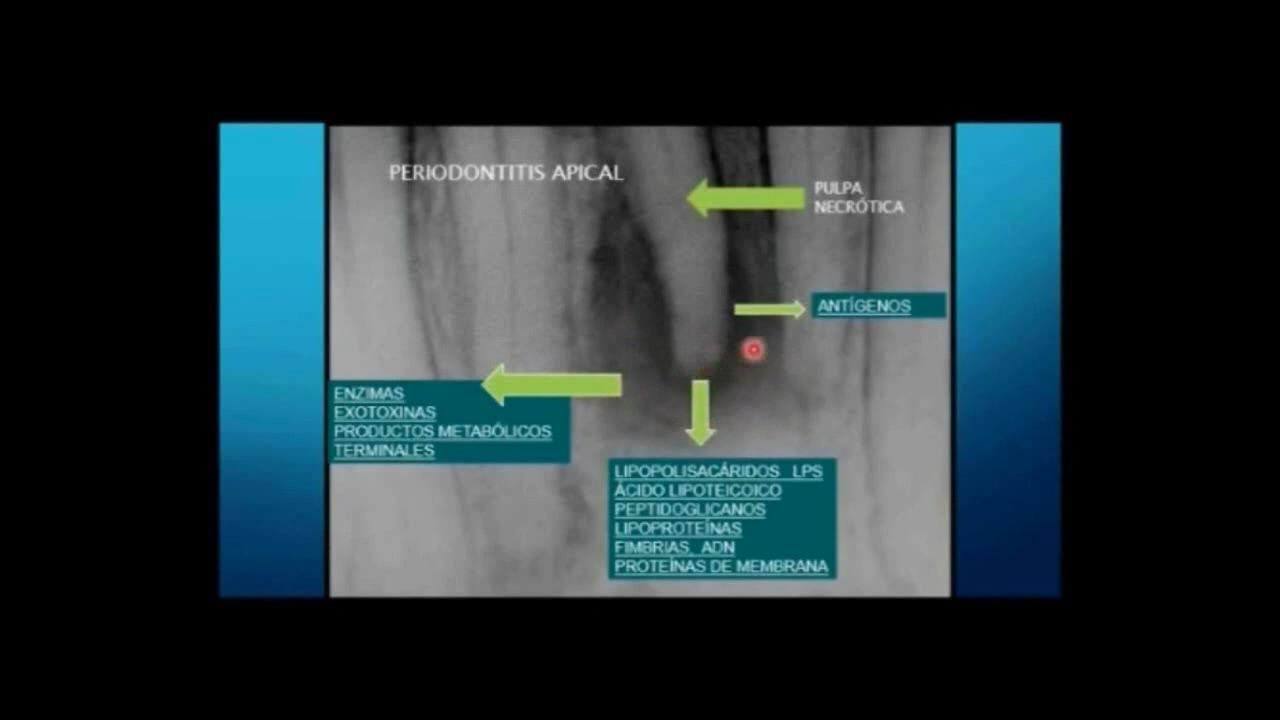 PERIODONTITIS APICAL
PULPA
NECRÓTICA
ANTÍGENOS
ENZIMAS
EXOTOXINAS
PRODUCTOS METABÓLICOS
TERMINALES
LIPOPOLISACÁRIDOS LPS
ÁCIDO LIPOTEICOICO
PEPTIDOGLICANOS
LIPOPROTEÍNAS
FIMBRIAS, ADN
PROTEÍNAS DE MEMBRANA